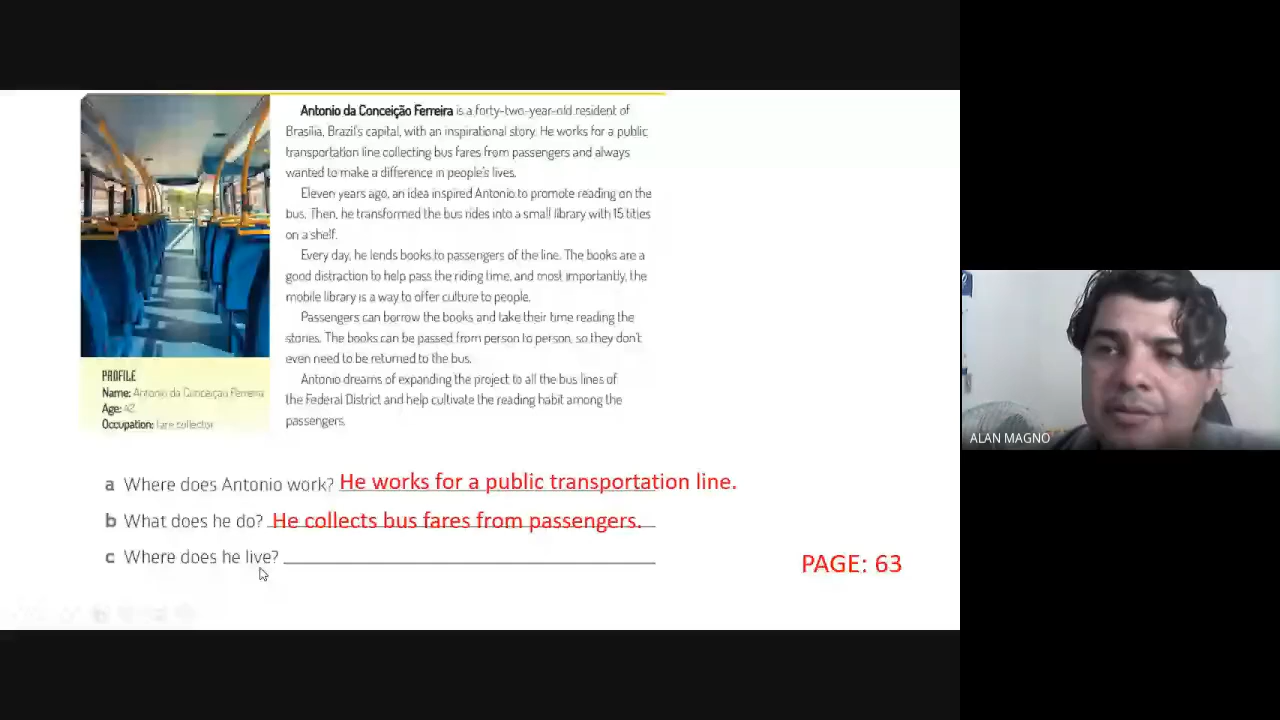 Antonio da Conceição Ferreira is a forty-two-year-old resident of
Brasília, Brazil's capital, with an inspirational story. He works for a public
transportation line collecting bus fares from passengers and always
wanted to make a difference in people's lives.
Eleven years ago, an idea inspired Antonio to promote reading on the
bus. Then, he transformed the bus rides into a small library with 15 titles
on a shelf.
Every day, he lends books to passengers of the line. The books are a
good distraction to help pass the riding time, and most importantly, the
mobile library is a way to offer culture to people.
Passengers can borrow the books and take their time reading the
stories. The books can be passed from person to person, so they don't
even need to be returned to the bus.
Antonio dreams of expanding the project to all the bus lines of
the Federal District and help cultivate the reading habit among the
passengers.
PROFILE
Name: Antonio da Conceição Ferreira
Age: 42
Occupation: fare collector
a Where does Antonio work? He works for a public transportation line.
b What does he do? He collects bus fares from passengers.
c Where does he live?
PAGE: 63
ALAN MAGNO